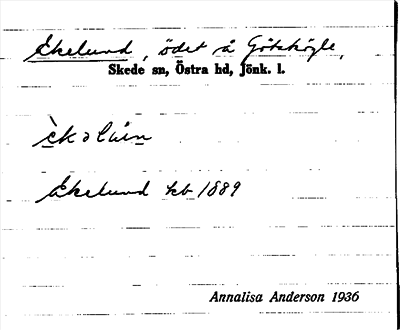 Ekelund, ödet å Götshögle,
Skede sn, Östra hd, Jönk. l.
Ekelund kb 1889
Annalisa Anderson 1936